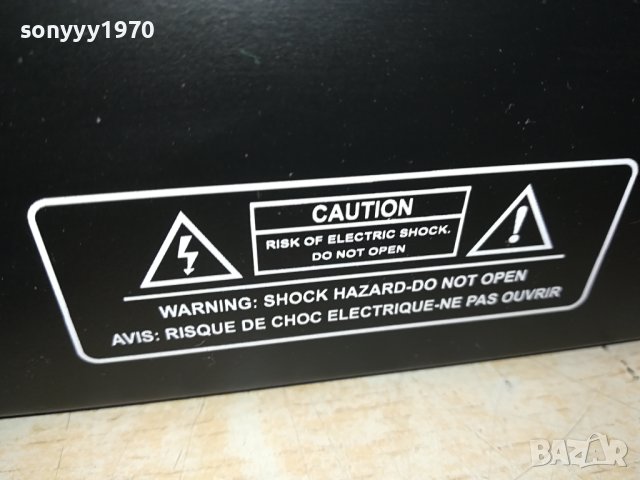 sonyyy1970
CAUTION
RISK OF ELECTRIC SHOCK.
DO NOT OPEN
WARNING: SHOCK HAZARD-DO NOT OPEN
AVIS: RISQUE DE CHOC ELECTRIQUE-NE PAS OUVRIR
BAZAR